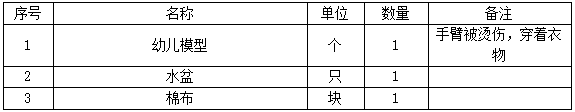 序号 名称 单位 数量 备注
1 幼儿模型 个 1 手臂被烫伤，穿着衣
物
2 水盆 只 1
3 棉布 块 1